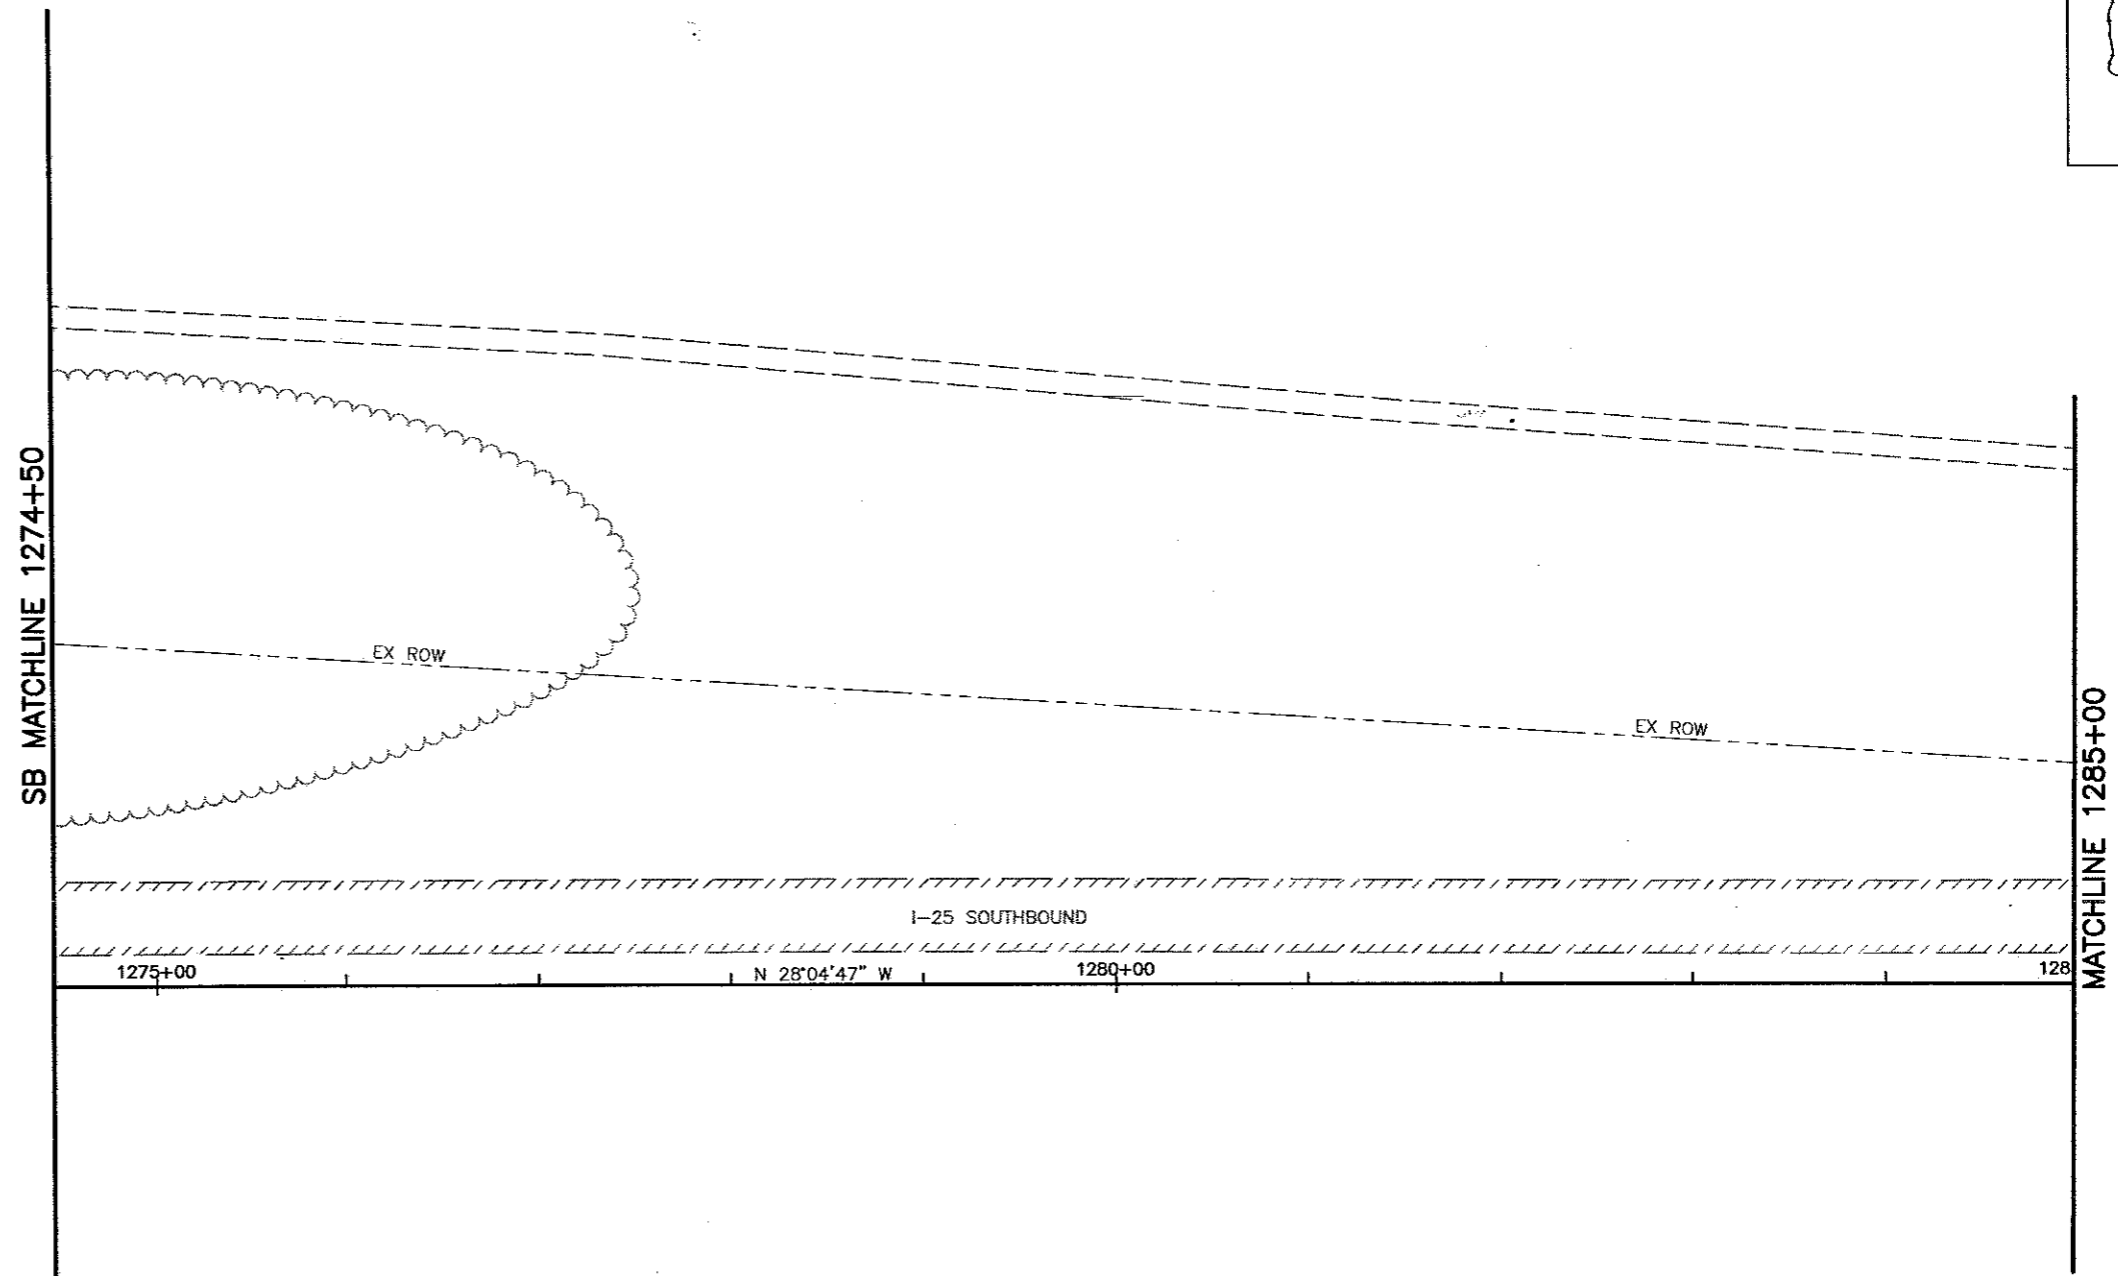 SB MATCHLINE 1274+50
EX ROW
EX ROW
MATCHLINE 1285+00
I-25 SOUTHBOUND
1275+00
N 28°04'47" W
1280+00
128